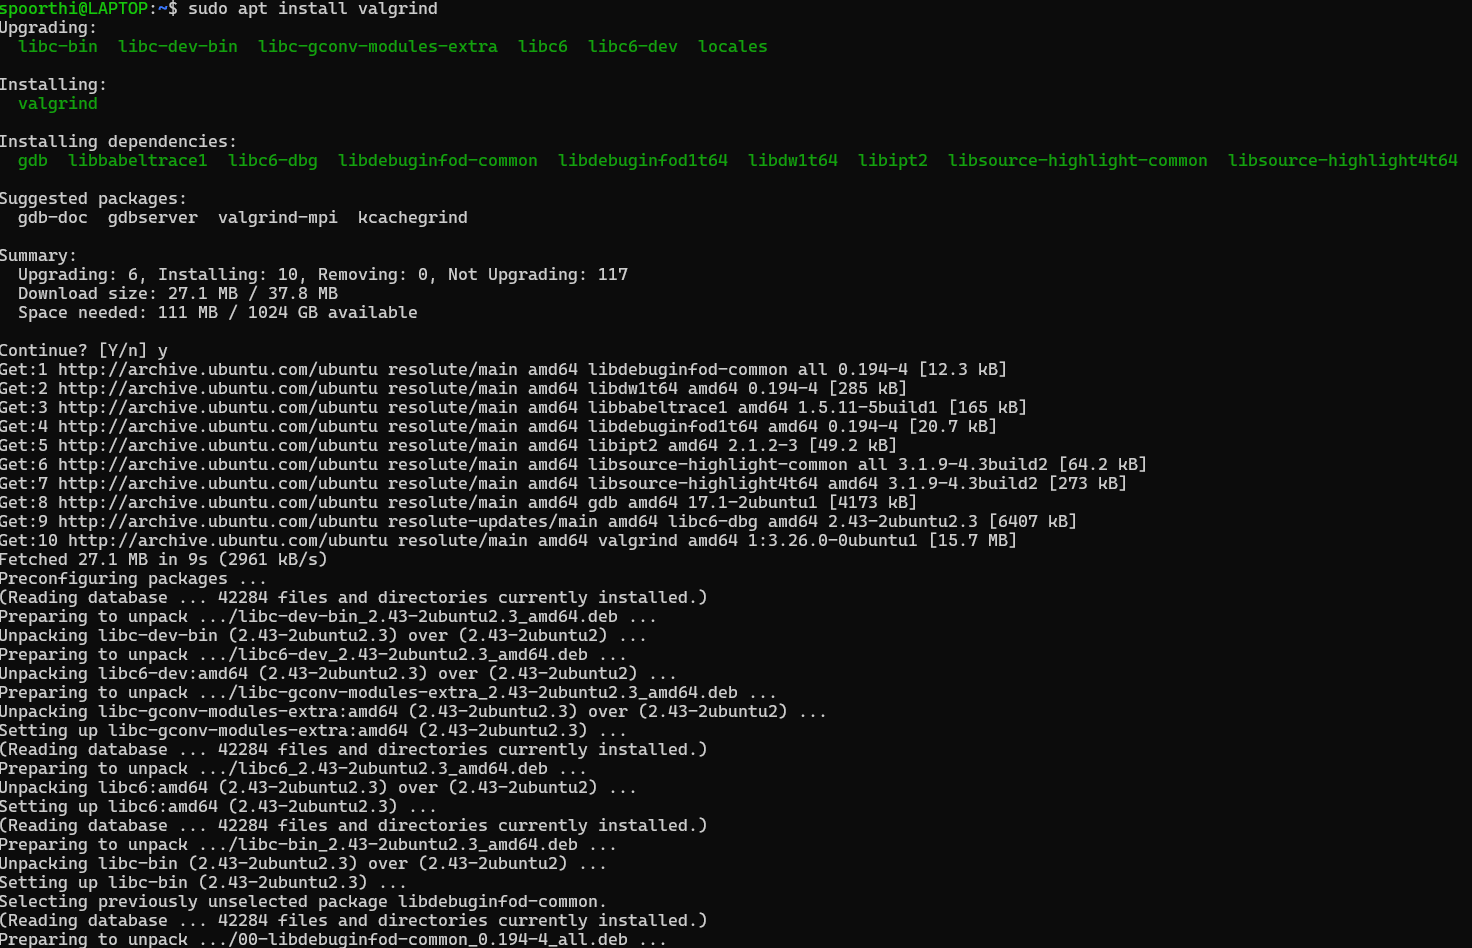 spoorthi@LAPTOP:~$ sudo apt install valgrind
Upgrading:
  libc-bin  libc-dev-bin  libc-gconv-modules-extra  libc6  libc6-dev  locales

Installing:
  valgrind

Installing dependencies:
  gdb  libbabeltrace1  libc6-dbg  libdebuginfod-common  libdebuginfod1t64  libdw1t64  libipt2  libsource-highlight-common  libsource-highlight4t64

Suggested packages:
  gdb-doc  gdbserver  valgrind-mpi  kcachegrind

Summary:
  Upgrading: 6, Installing: 10, Removing: 0, Not Upgrading: 117
  Download size: 27.1 MB / 37.8 MB
  Space needed: 111 MB / 1024 GB available

Continue? [Y/n] y
Get:1 http://archive.ubuntu.com/ubuntu resolute/main amd64 libdebuginfod-common all 0.194-4 [12.3 kB]
Get:2 http://archive.ubuntu.com/ubuntu resolute/main amd64 libdw1t64 amd64 0.194-4 [285 kB]
Get:3 http://archive.ubuntu.com/ubuntu resolute/main amd64 libbabeltrace1 amd64 1.5.11-5build1 [165 kB]
Get:4 http://archive.ubuntu.com/ubuntu resolute/main amd64 libdebuginfod1t64 amd64 0.194-4 [20.7 kB]
Get:5 http://archive.ubuntu.com/ubuntu resolute/main amd64 libipt2 amd64 2.1.2-3 [49.2 kB]
Get:6 http://archive.ubuntu.com/ubuntu resolute/main amd64 libsource-highlight-common all 3.1.9-4.3build2 [64.2 kB]
Get:7 http://archive.ubuntu.com/ubuntu resolute/main amd64 libsource-highlight4t64 amd64 3.1.9-4.3build2 [273 kB]
Get:8 http://archive.ubuntu.com/ubuntu resolute/main amd64 gdb amd64 17.1-2ubuntu1 [4173 kB]
Get:9 http://archive.ubuntu.com/ubuntu resolute-updates/main amd64 libc6-dbg amd64 2.43-2ubuntu2.3 [6407 kB]
Get:10 http://archive.ubuntu.com/ubuntu resolute/main amd64 valgrind amd64 1:3.26.0-0ubuntu1 [15.7 MB]
Fetched 27.1 MB in 9s (2961 kB/s)
Preconfiguring packages ...
(Reading database ... 42284 files and directories currently installed.)
Preparing to unpack .../libc-dev-bin_2.43-2ubuntu2.3_amd64.deb ...
Unpacking libc-dev-bin (2.43-2ubuntu2.3) over (2.43-2ubuntu2) ...
Preparing to unpack .../libc6-dev_2.43-2ubuntu2.3_amd64.deb ...
Unpacking libc6-dev:amd64 (2.43-2ubuntu2.3) over (2.43-2ubuntu2) ...
Preparing to unpack .../libc-gconv-modules-extra_2.43-2ubuntu2.3_amd64.deb ...
Unpacking libc-gconv-modules-extra:amd64 (2.43-2ubuntu2.3) over (2.43-2ubuntu2) ...
Setting up libc-gconv-modules-extra:amd64 (2.43-2ubuntu2.3) ...
(Reading database ... 42284 files and directories currently installed.)
Preparing to unpack .../libc6_2.43-2ubuntu2.3_amd64.deb ...
Unpacking libc6:amd64 (2.43-2ubuntu2.3) over (2.43-2ubuntu2) ...
Setting up libc6:amd64 (2.43-2ubuntu2.3) ...
(Reading database ... 42284 files and directories currently installed.)
Preparing to unpack .../libc-bin_2.43-2ubuntu2.3_amd64.deb ...
Unpacking libc-bin (2.43-2ubuntu2.3) over (2.43-2ubuntu2) ...
Setting up libc-bin (2.43-2ubuntu2.3) ...
Selecting previously unselected package libdebuginfod-common.
(Reading database ... 42284 files and directories currently installed.)
Preparing to unpack .../00-libdebuginfod-common_0.194-4_all.deb ...